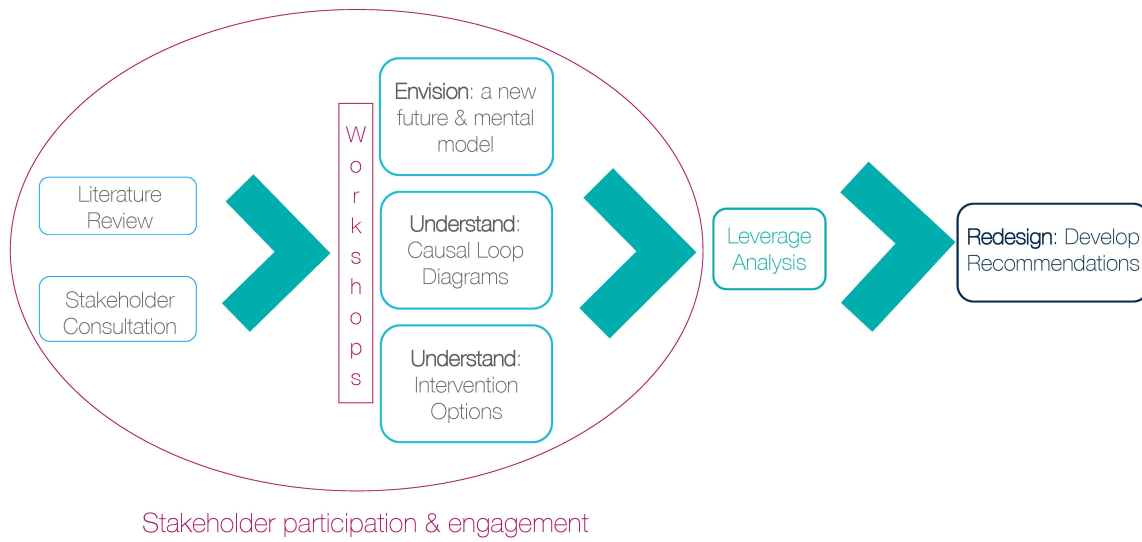 Literature
Review
Stakeholder
Consultation
Workshops
Envision: a new
future & mental
model
Understand:
Causal Loop
Diagrams
Understand:
Intervention
Options
Leverage
Analysis
Redesign: Develop
Recommendations
Stakeholder participation & engagement